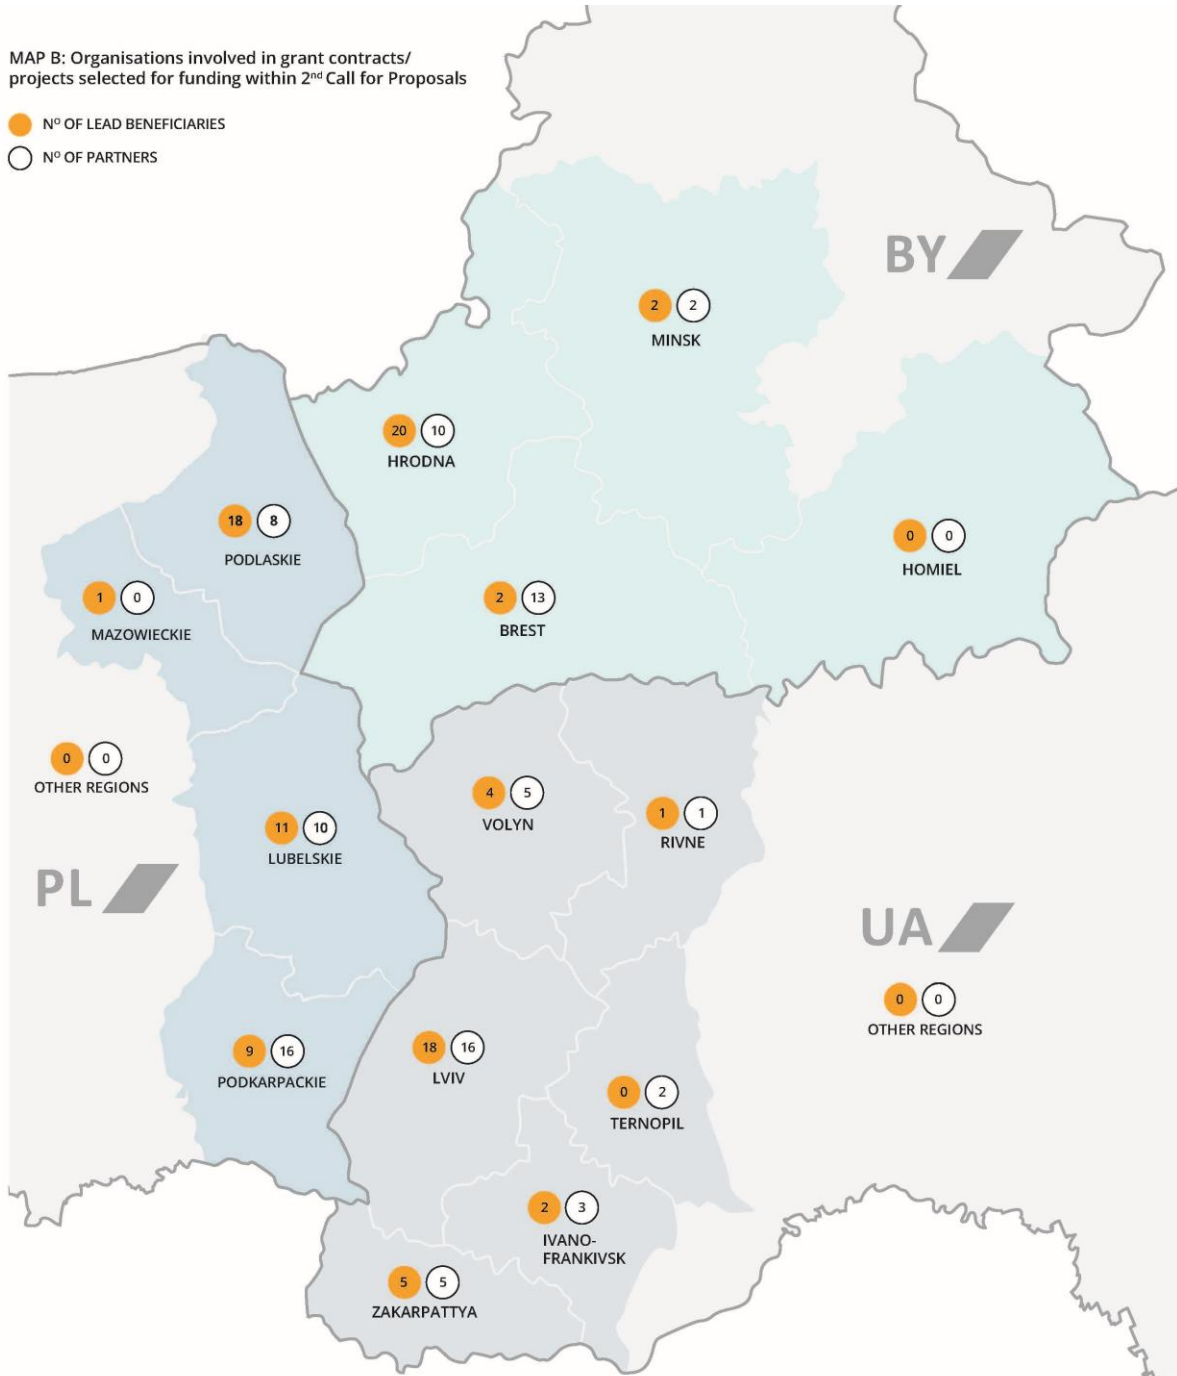 MAP B: Organisations involved in grant contracts/
projects selected for funding within 2nd Call for Proposals
Nº OF LEAD BENEFICIARIES
Nº OF PARTNERS
BY
2 2
MINSK
20 10
HRODNA
18 8
PODLASKIE
0 0
HOMIEL
1 0
MAZOWIECKIE
2 13
BREST
0 0
OTHER REGIONS
4 5
VOLYN
1 1
RIVNE
11 10
LUBELSKIE
PL
UA
0 0
OTHER REGIONS
9 16
PODKARPACKIE
18 16
LVIV
0 2
TERNOPIL
2 3
IVANO-
FRANKIVSK
5 5
ZAKARPATTYA